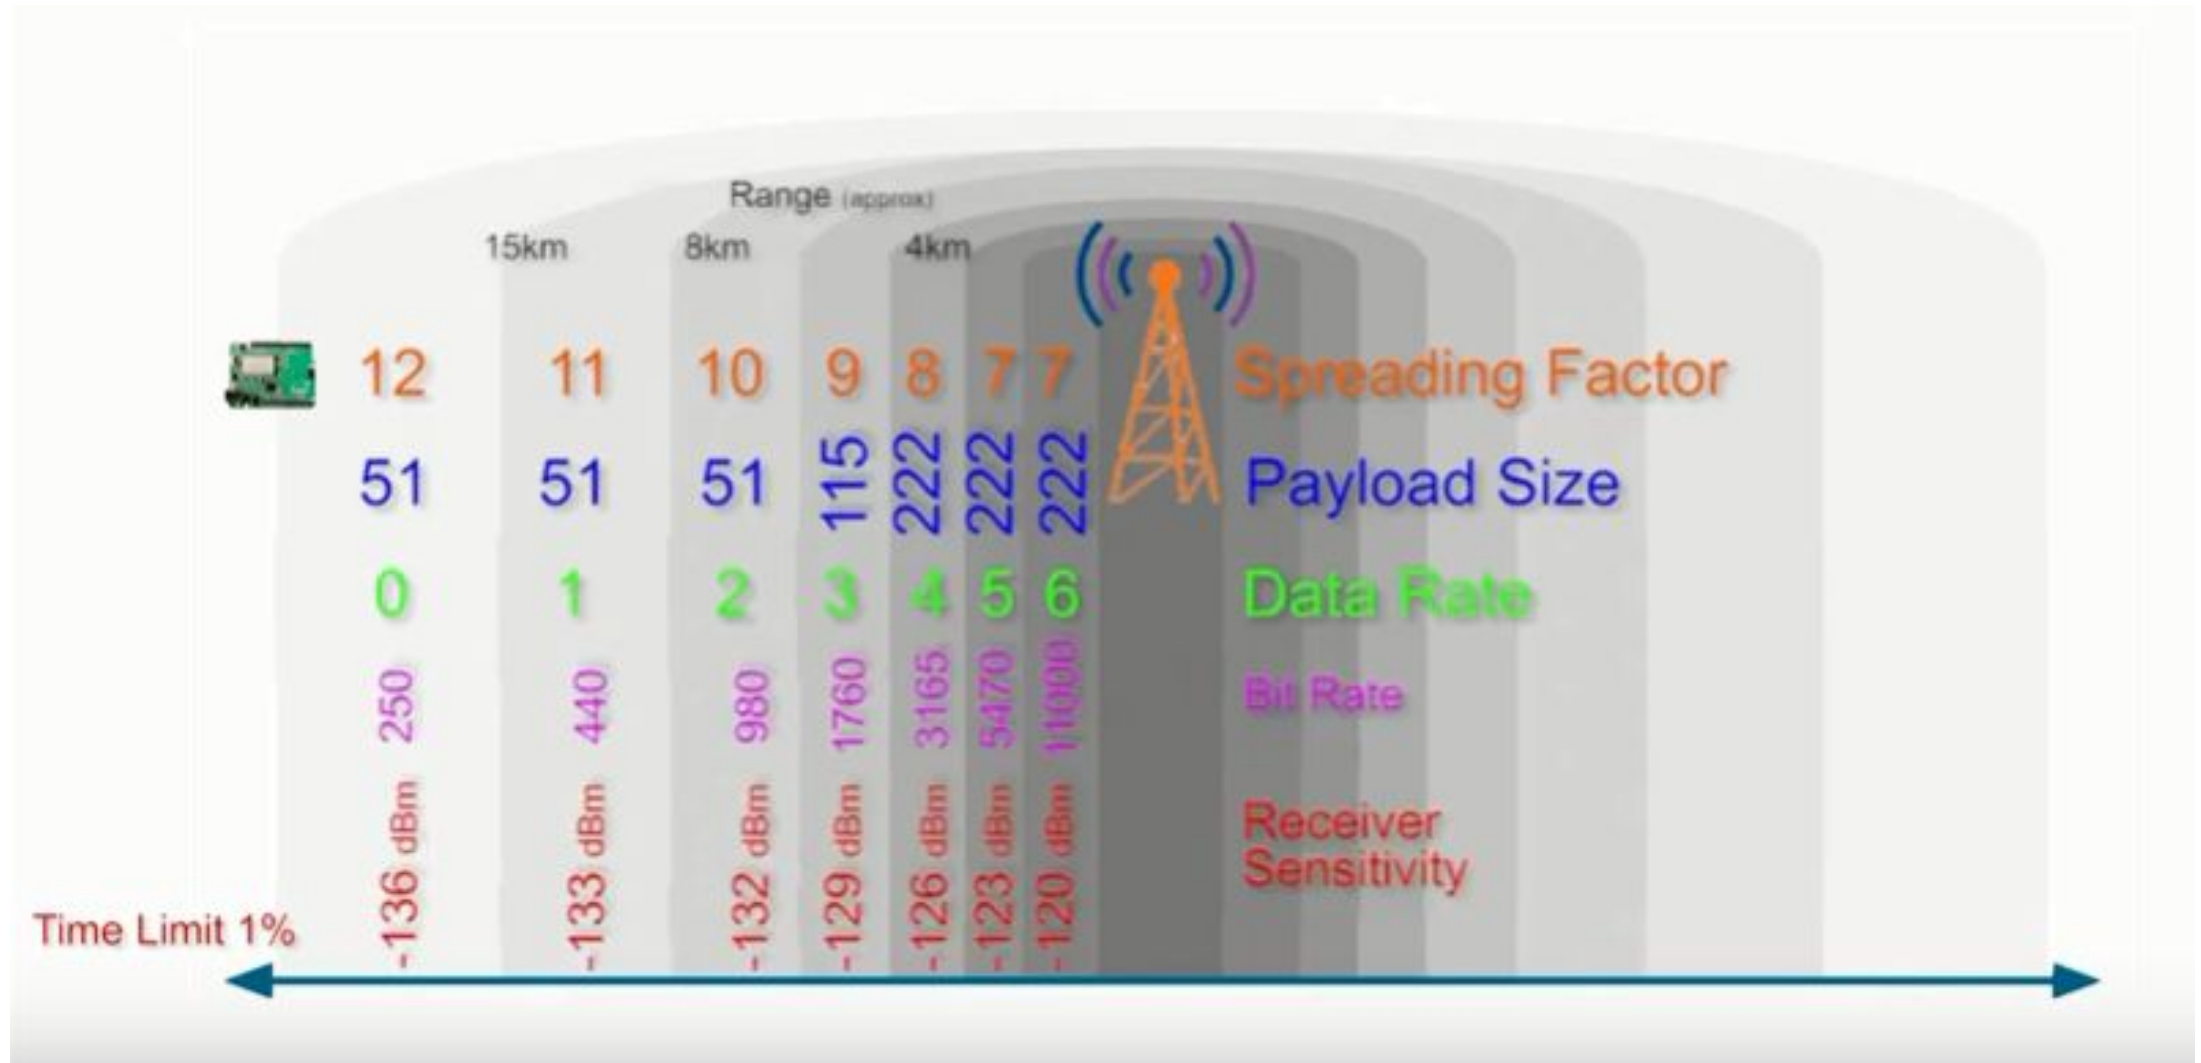 Range (approx)
15km 8km 4km
12 11 10 9 8 7 7 Spreading Factor
51 51 51 115 222 222 222 Payload Size
0 1 2 3 4 5 6 Data Rate
250 440 980 1760 3165 5470 11000 Bit Rate
-136 dBm -133 dBm -132 dBm -129 dBm -126 dBm -123 dBm -120 dBm Receiver
Sensitivity
Time Limit 1%